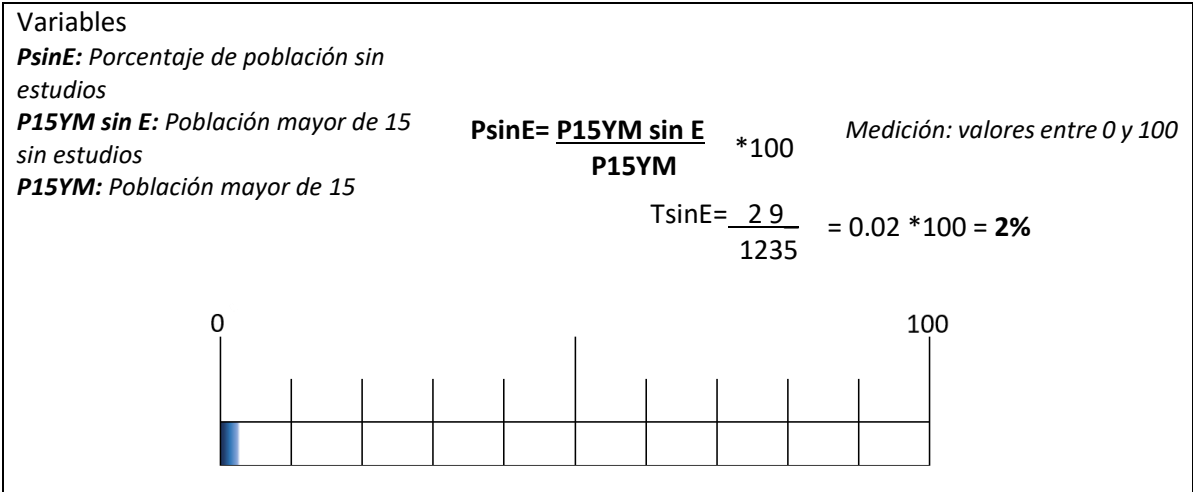 Variables
PsinE: Porcentaje de población sin
estudios
P15YM sin E: Población mayor de 15
sin estudios
P15YM: Población mayor de 15
PsinE= P15YM sin E *100
P15YM
Medición: valores entre 0 y 100
TsinE= 2 9 = 0.02 *100 = 2%
1235
0 100